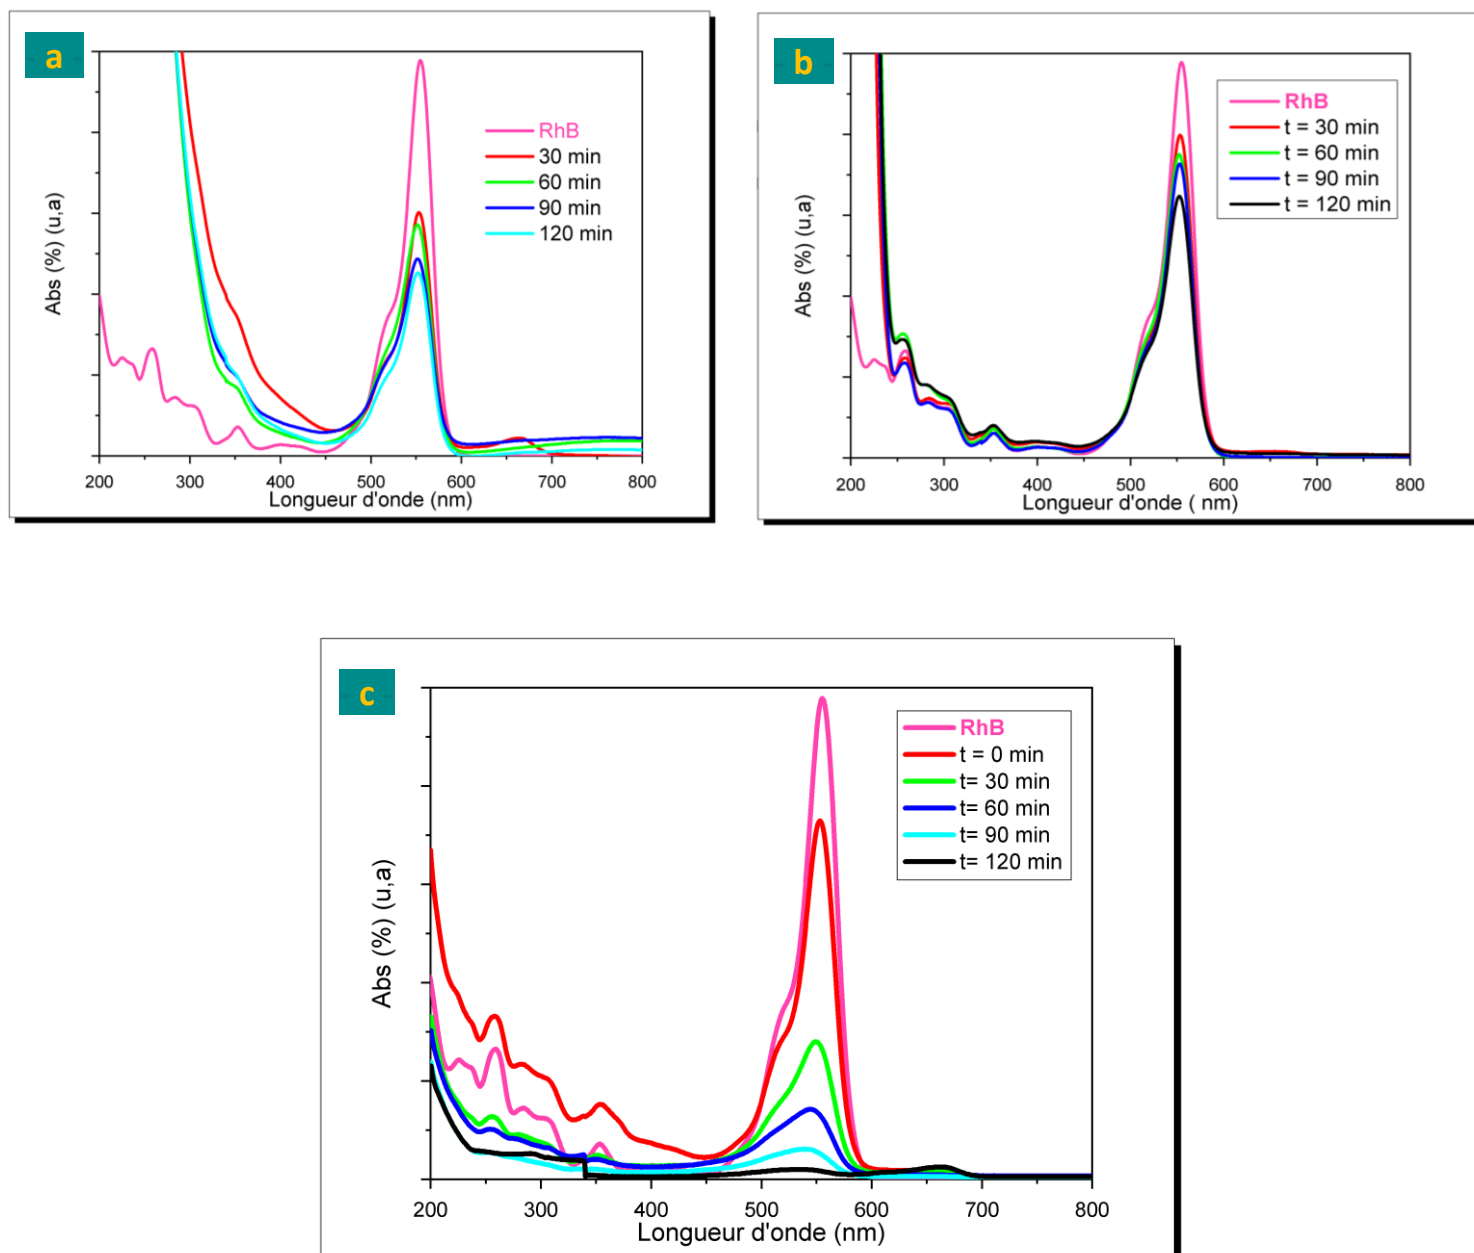 a
Abs (%) (u,a)
RhB
30 min
60 min
90 min
120 min
200 300 400 500 600 700 800
Longueur d'onde (nm)
b
Abs (%) (u,a)
RhB
t = 30 min
t = 60 min
t = 90 min
t = 120 min
200 300 400 500 600 700 800
Longueur d'onde ( nm)
c
Abs (%) (u,a)
RhB
t = 0 min
t= 30 min
t= 60 min
t= 90 min
t= 120 min
200 300 400 500 600 700 800
Longueur d'onde (nm)